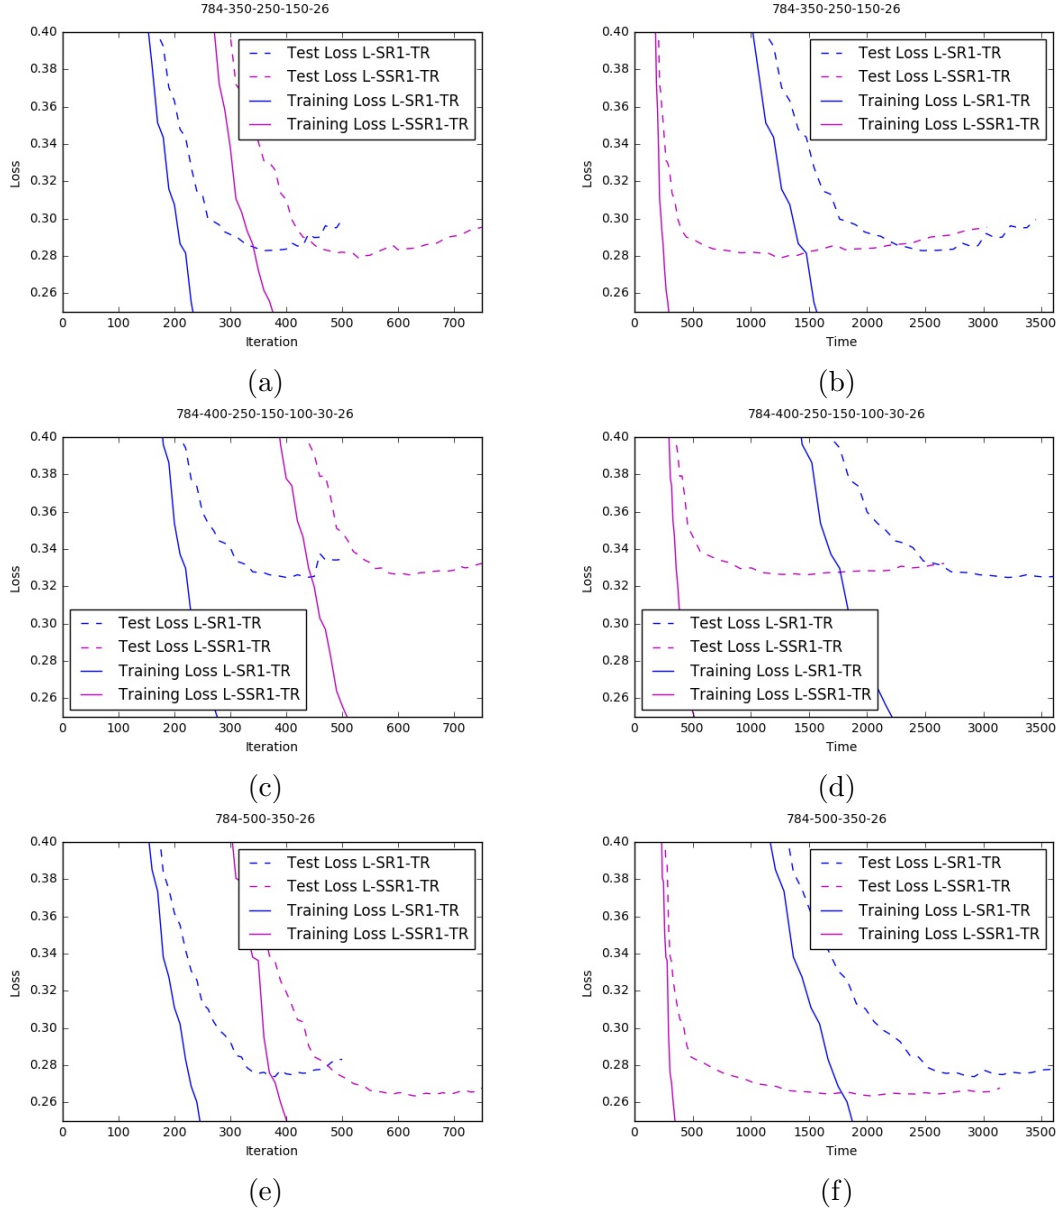 784-350-250-150-26
0.40
0.38
0.36
0.34
0.32
0.30
0.28
0.26
Loss
Test Loss L-SR1-TR
Test Loss L-SSR1-TR
Training Loss L-SR1-TR
Training Loss L-SSR1-TR
0 100 200 300 400 500 600 700
Iteration
(a)
784-350-250-150-26
0.40
0.38
0.36
0.34
0.32
0.30
0.28
0.26
Loss
Test Loss L-SR1-TR
Test Loss L-SSR1-TR
Training Loss L-SR1-TR
Training Loss L-SSR1-TR
0 500 1000 1500 2000 2500 3000 3500
Time
(b)
784-400-250-150-100-30-26
0.40
0.38
0.36
0.34
0.32
0.30
0.28
0.26
Loss
Test Loss L-SR1-TR
Test Loss L-SSR1-TR
Training Loss L-SR1-TR
Training Loss L-SSR1-TR
0 100 200 300 400 500 600 700
Iteration
(c)
784-400-250-150-100-30-26
0.40
0.38
0.36
0.34
0.32
0.30
0.28
0.26
Loss
Test Loss L-SR1-TR
Test Loss L-SSR1-TR
Training Loss L-SR1-TR
Training Loss L-SSR1-TR
0 500 1000 1500 2000 2500 3000 3500
Time
(d)
784-500-350-26
0.40
0.38
0.36
0.34
0.32
0.30
0.28
0.26
Loss
Test Loss L-SR1-TR
Test Loss L-SSR1-TR
Training Loss L-SR1-TR
Training Loss L-SSR1-TR
0 100 200 300 400 500 600 700
Iteration
(e)
784-500-350-26
0.40
0.38
0.36
0.34
0.32
0.30
0.28
0.26
Loss
Test Loss L-SR1-TR
Test Loss L-SSR1-TR
Training Loss L-SR1-TR
Training Loss L-SSR1-TR
0 500 1000 1500 2000 2500 3000 3500
Time
(f)